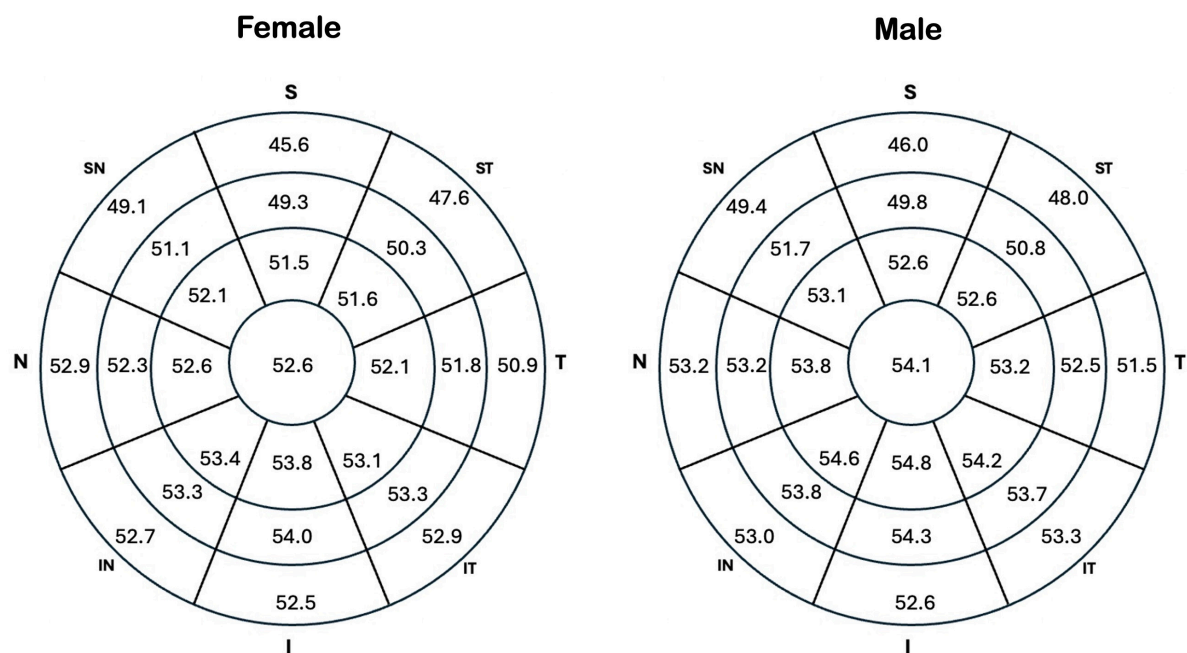 Female Male
S S
45.6 46.0
SN ST SN ST
49.1 47.6 49.4 48.0
49.3 49.8
51.1 50.3 51.7 50.8
51.5 52.6
52.1 51.6 53.1 52.6
N 52.9 52.3 52.6 52.6 52.1 51.8 50.9 T N 53.2 53.2 53.8 54.1 53.2 52.5 51.5 T
53.4 53.8 53.1 54.6 54.8 54.2
53.3 53.3 53.8 53.7
52.7 54.0 52.9 53.0 54.3 53.3
IN IT IN IT
52.5 52.6
I I